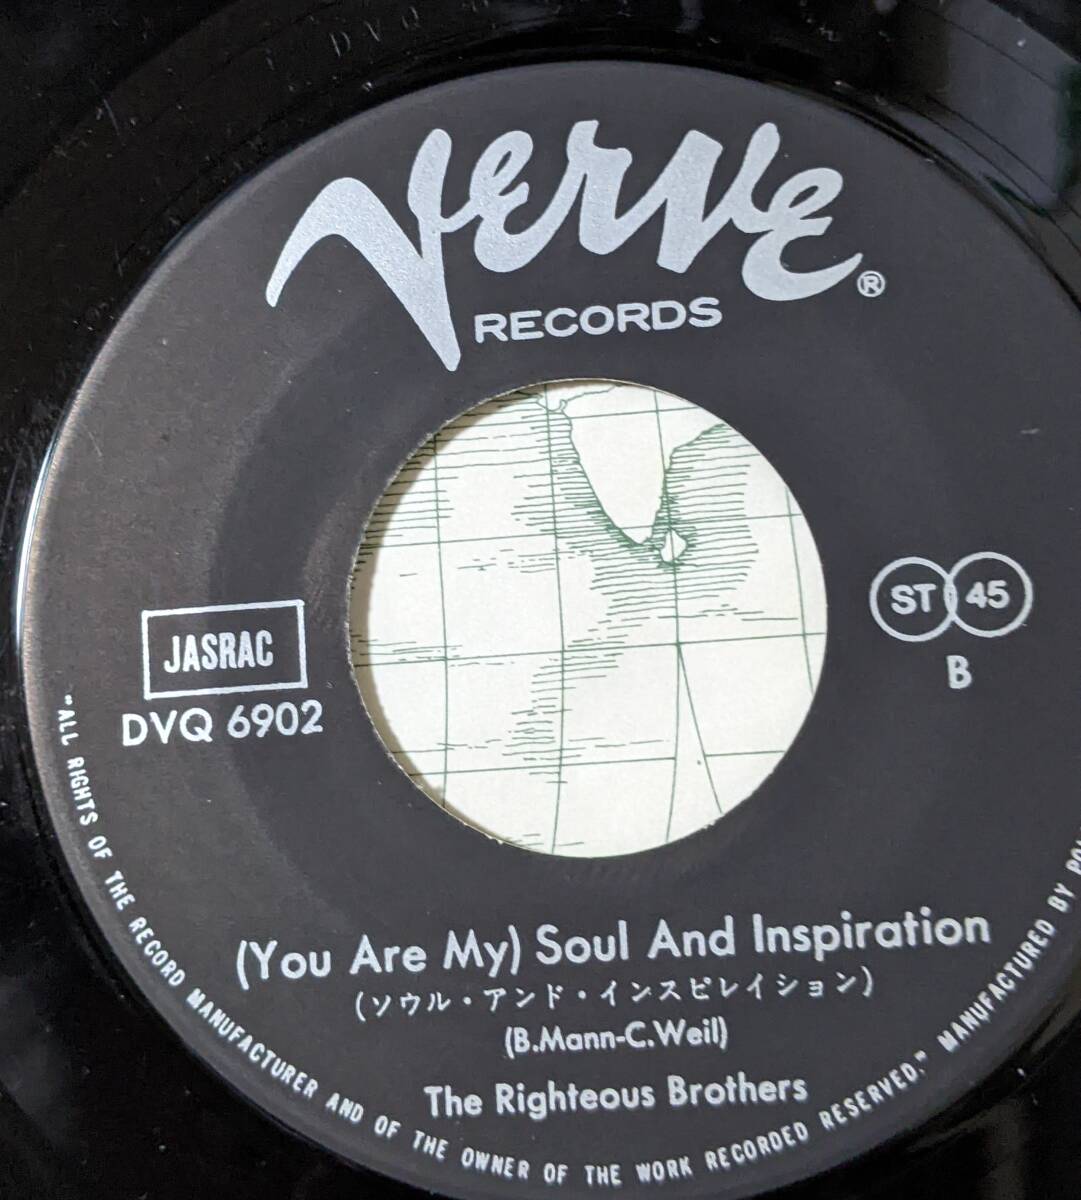 Verve ®
RECORDS
ST 45
B
JASRAC
DVQ 6902
(You Are My) Soul And Inspiration
(ソウル・アンド・インスピレイション)
(B.Mann-C.Weil)
The Righteous Brothers
"ALL RIGHTS OF THE RECORD MANUFACTURER AND OF THE OWNER OF THE WORK RECORDED RESERVED." MANUFACTURED BY